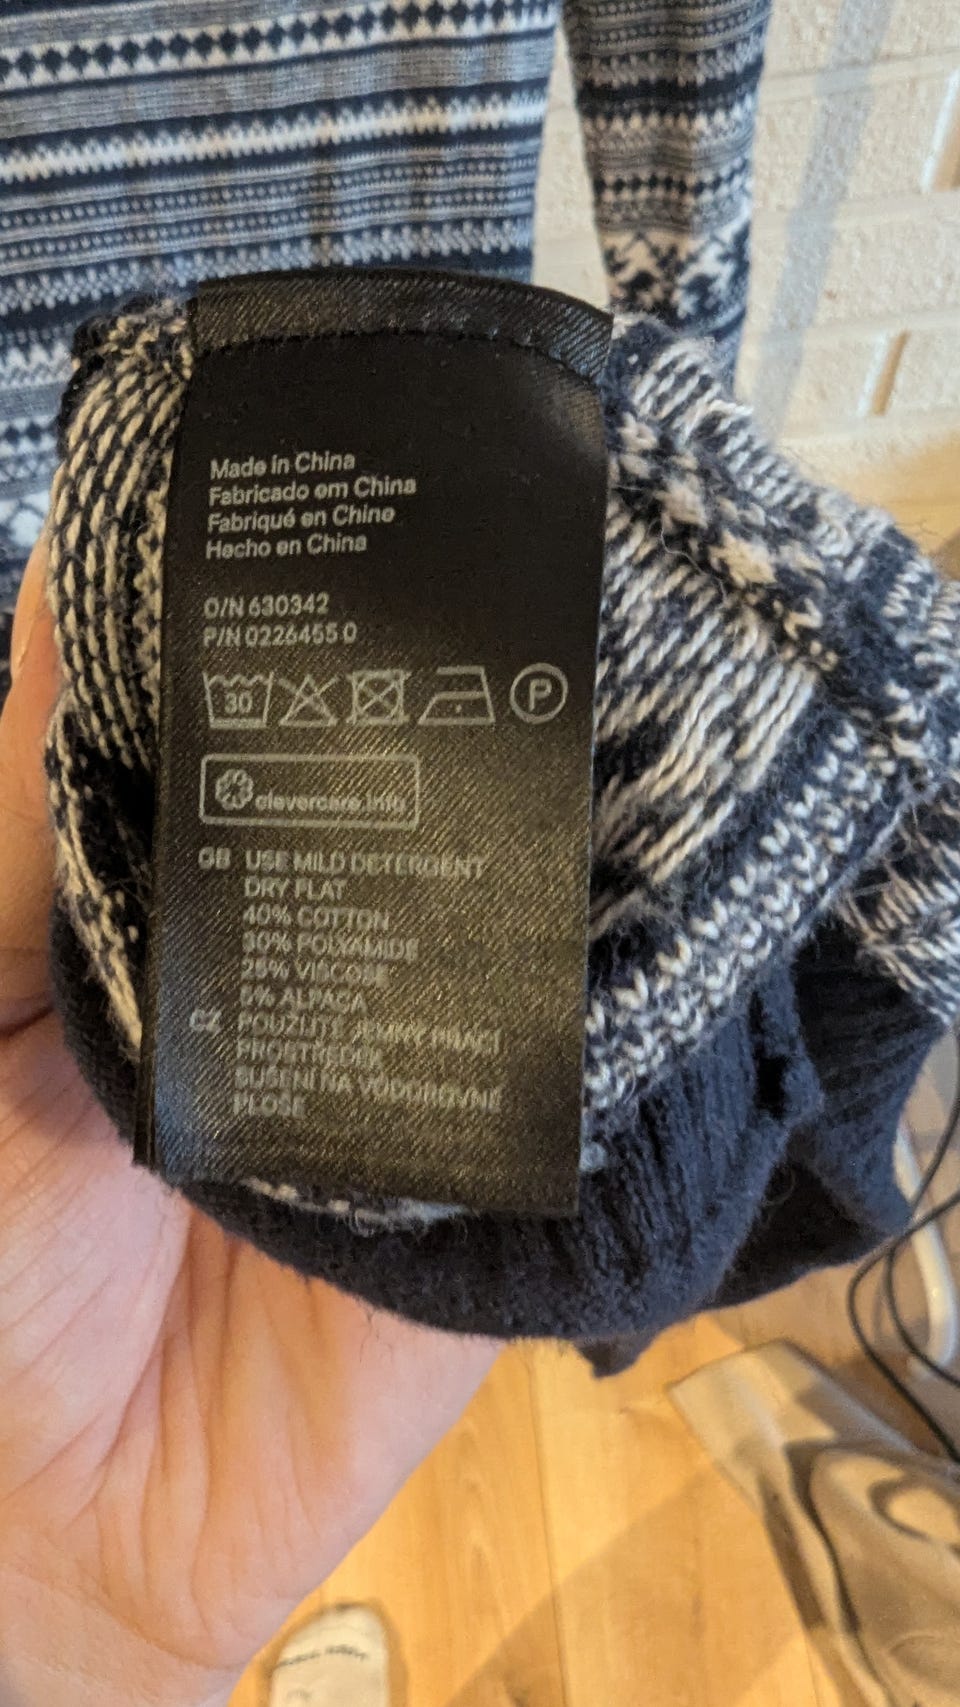 Made in China
Fabricado em China
Fabriqué en Chine
Hecho en China
O/N 630342
P/N 0226455 0
30
P
clevercare.info
GB USE MILD DETERGENT
DRY FLAT
40% COTTON
30% POLYAMIDE
25% VISCOSE
5% ALPACA
CZ POUŽIJTE JEMNÝ PRACÍ
PROSTŘEDEK
SUŠENÍ NA VODOROVNÉ
PLOŠE